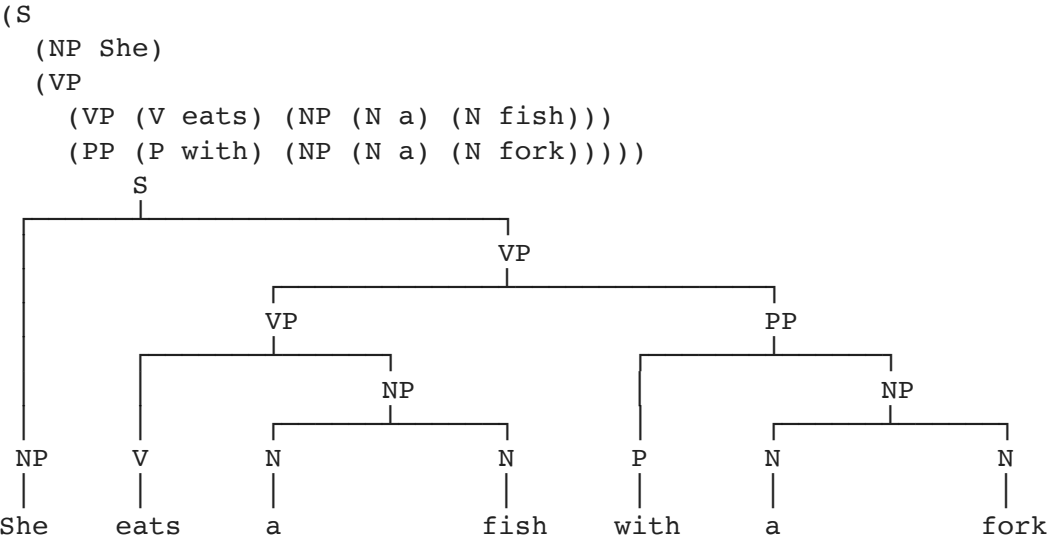 (S
(NP She)
(VP
(VP (V eats) (NP (N a) (N fish)))
(PP (P with) (NP (N a) (N fork)))))
S
VP
VP PP
NP NP
NP V N N P N N
She eats a fish with a fork